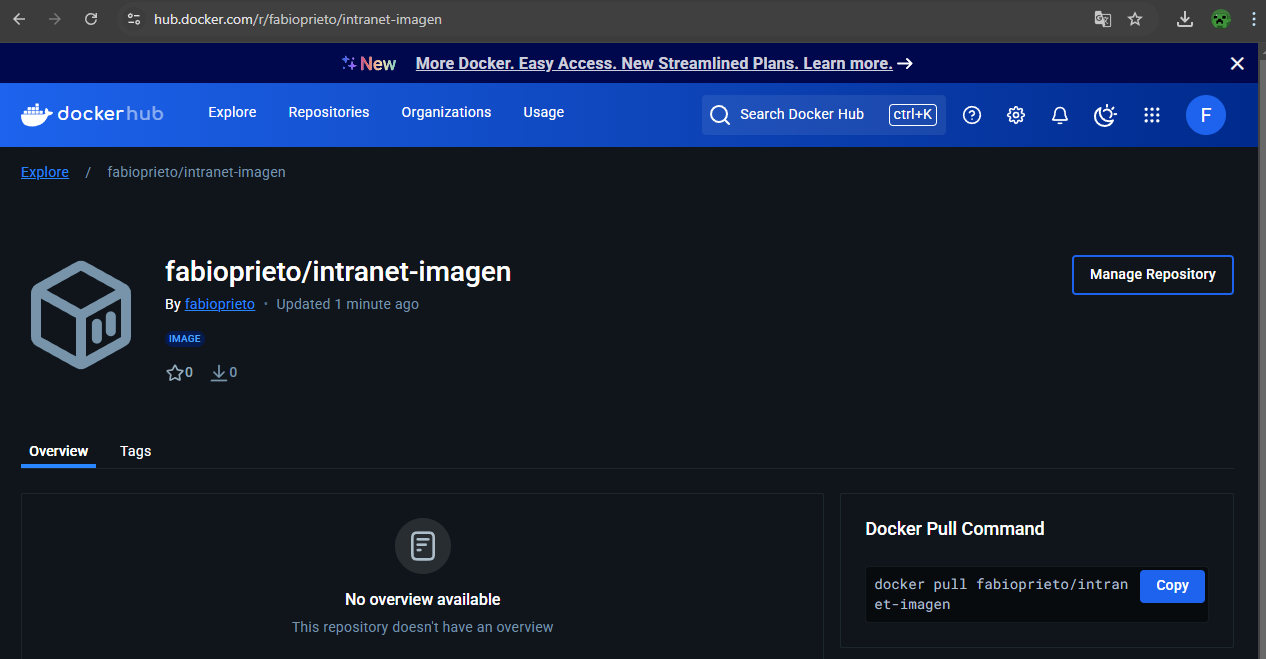 hub.docker.com/r/fabioprieto/intranet-imagen
New More Docker. Easy Access. New Streamlined Plans. Learn more. →
docker hub Explore Repositories Organizations Usage Search Docker Hub ctrl+K F
Explore / fabioprieto/intranet-imagen
fabioprieto/intranet-imagen
Manage Repository
By fabioprieto • Updated 1 minute ago
IMAGE
0 0
Overview Tags
No overview available
This repository doesn't have an overview
Docker Pull Command
docker pull fabioprieto/intran
et-imagen
Copy